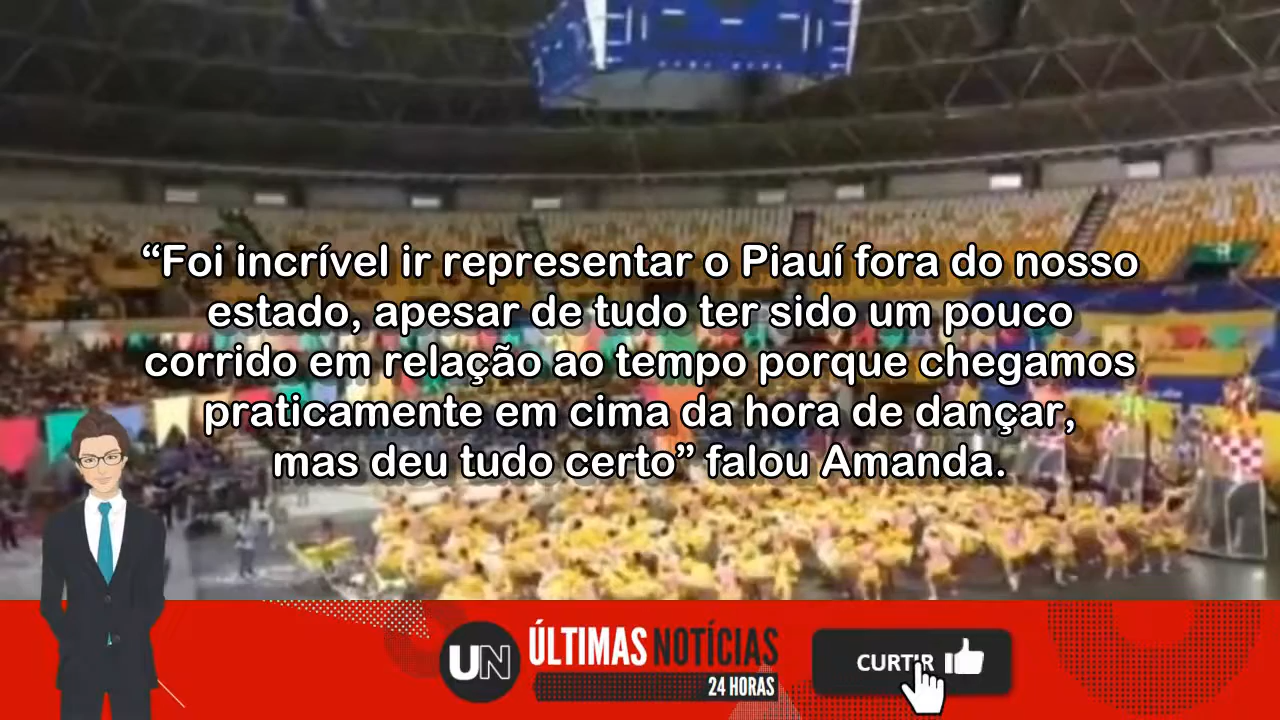 “Foi incrível ir representar o Piauí fora do nosso
estado, apesar de tudo ter sido um pouco
corrido em relação ao tempo porque chegamos
praticamente em cima da hora de dançar,
mas deu tudo certo” falou Amanda.
UN
ÚLTIMAS NOTÍCIAS
24 HORAS
CURTIR